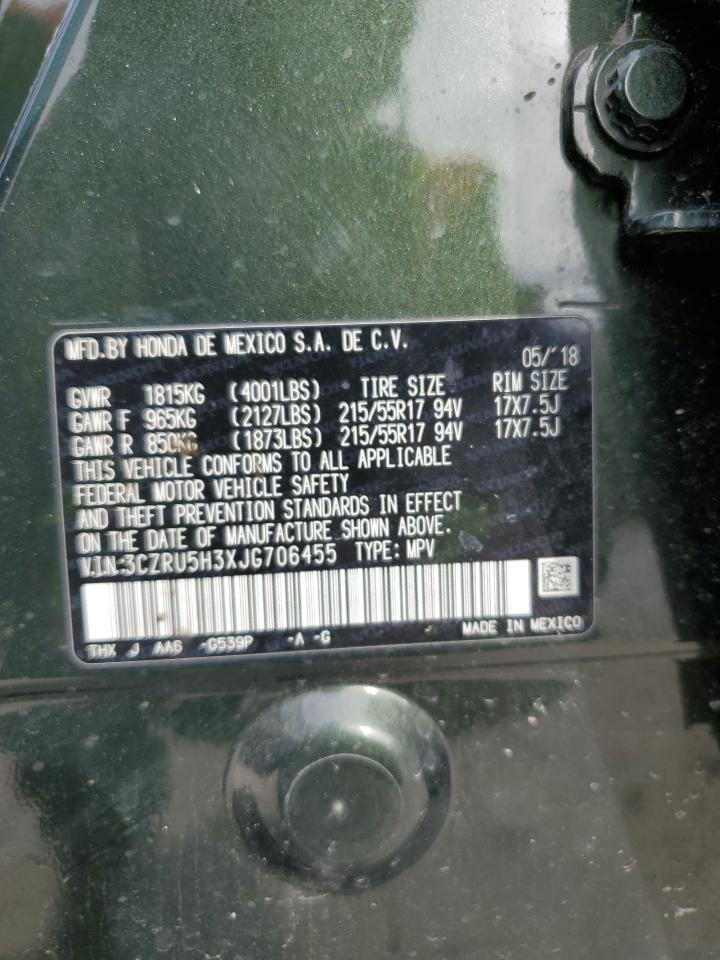 MFD.BY HONDA DE MEXICO S.A. DE C.V.
05/'18
GVWR 1815KG (4001LBS) TIRE SIZE RIM SIZE
GAWR F 965KG (2127LBS) 215/55R17 94V 17X7.5J
GAWR R 850KG (1873LBS) 215/55R17 94V 17X7.5J
THIS VEHICLE CONFORMS TO ALL APPLICABLE
FEDERAL MOTOR VEHICLE SAFETY
AND THEFT PREVENTION STANDARDS IN EFFECT
ON THE DATE OF MANUFACTURE SHOWN ABOVE.
V.I.N:3CZRU5H3XJG706455 TYPE: MPV
THX J AA6 -G539P -A -G MADE IN MEXICO